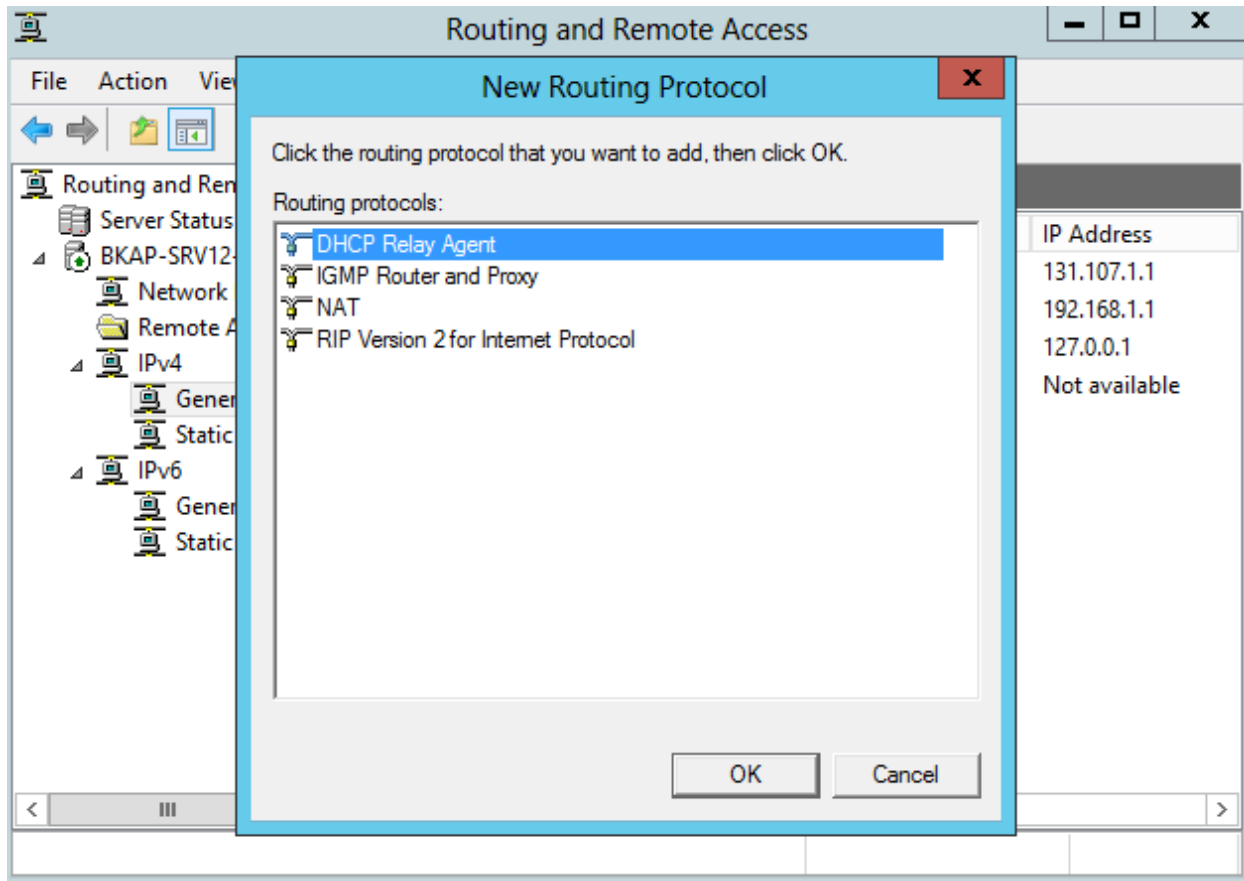 Routing and Remote Access
File Action View
New Routing Protocol
Click the routing protocol that you want to add, then click OK.
Routing protocols:
DHCP Relay Agent
IGMP Router and Proxy
NAT
RIP Version 2 for Internet Protocol
OK Cancel
Routing and Rem
Server Status
BKAP-SRV12-
Network
Remote A
IPv4
Gener
Static
IPv6
Gener
Static
IP Address
131.107.1.1
192.168.1.1
127.0.0.1
Not available